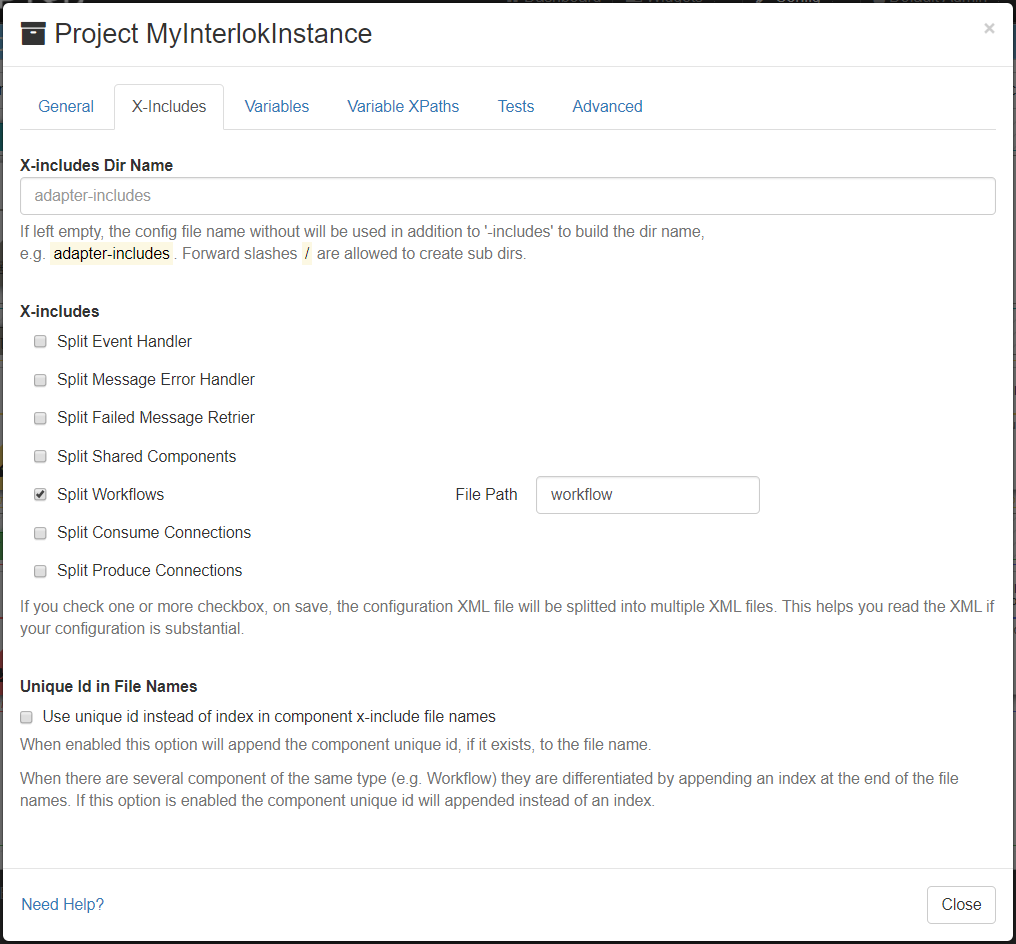 Project MyInterlokInstance
×
General X-Includes Variables Variable XPaths Tests Advanced
X-includes Dir Name
adapter-includes
If left empty, the config file name without will be used in addition to '-includes' to build the dir name,
e.g. adapter-includes . Forward slashes / are allowed to create sub dirs.
X-includes
Split Event Handler
Split Message Error Handler
Split Failed Message Retrier
Split Shared Components
Split Workflows File Path workflow
Split Consume Connections
Split Produce Connections
If you check one or more checkbox, on save, the configuration XML file will be splitted into multiple XML files. This helps you read the XML if
your configuration is substantial.
Unique Id in File Names
Use unique id instead of index in component x-include file names
When enabled this option will append the component unique id, if it exists, to the file name.
When there are several component of the same type (e.g. Workflow) they are differentiated by appending an index at the end of the file
names. If this option is enabled the component unique id will appended instead of an index.
Need Help? Close